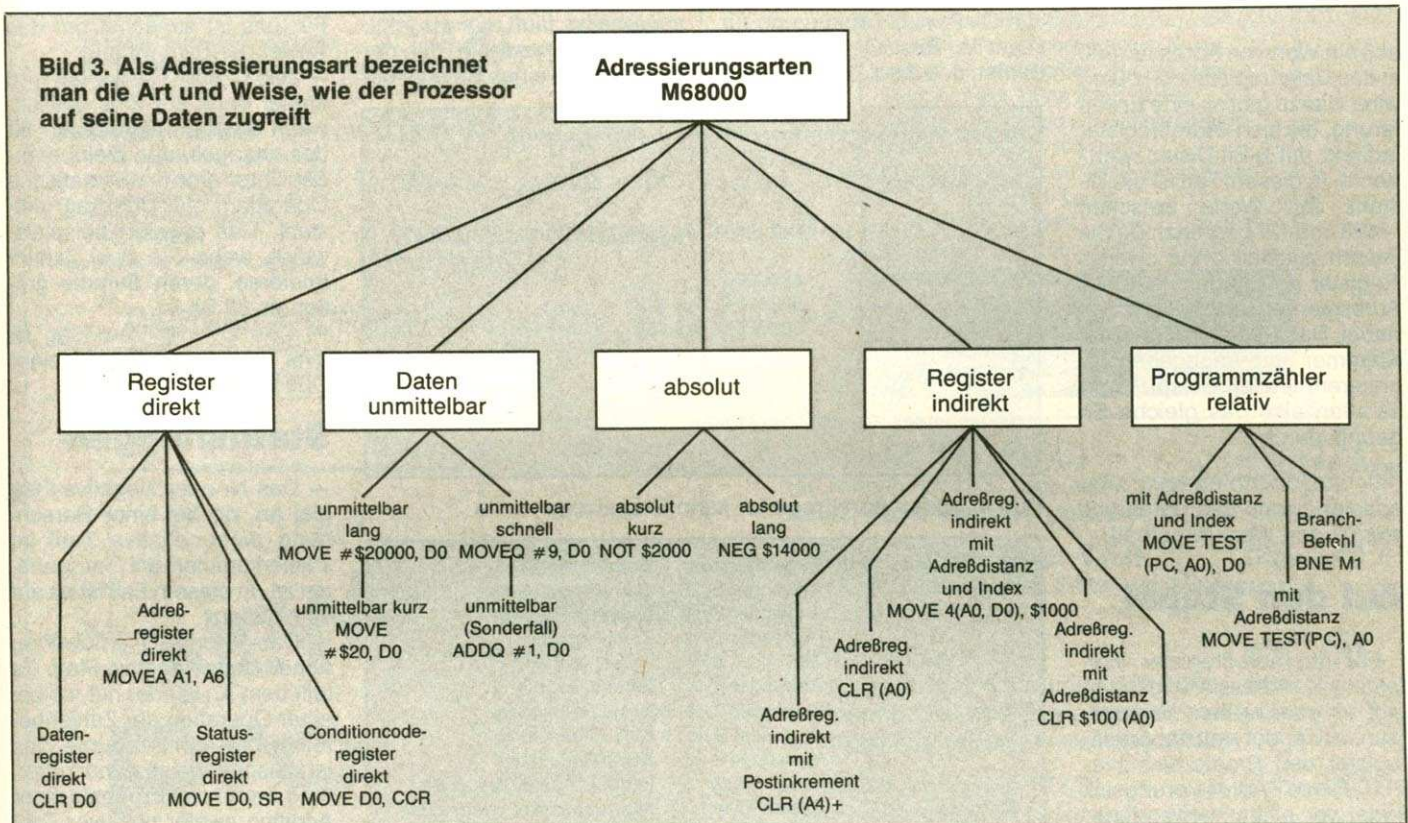 Bild 3. Als Adressierungsart bezeichnet
man die Art und Weise, wie der Prozessor
auf seine Daten zugreift
Adressierungsarten
M68000
Register
direkt
Daten
unmittelbar
absolut
Register
indirekt
Programmzähler
relativ
Daten-
register
direkt
CLR D0
Adreß-
register
direkt
MOVEA A1, A6
Status-
register
direkt
MOVE D0, SR
Conditioncode-
register
direkt
MOVE D0, CCR
unmittelbar
lang
MOVE #$20000, D0
unmittelbar kurz
MOVE
#$20, D0
unmittelbar
schnell
MOVEQ #9, D0
unmittelbar
(Sonderfall)
ADDQ #1, D0
absolut
kurz
NOT $2000
absolut
lang
NEG $14000
Adreßreg.
indirekt
mit
Postinkrement
CLR (A4)+
Adreßreg.
indirekt
CLR (A0)
Adreßreg.
indirekt
mit
Adreßdistanz
und Index
MOVE 4(A0, D0), $1000
Adreßreg.
indirekt
mit
Adreßdistanz
CLR $100 (A0)
mit Adreßdistanz
und Index
MOVE TEST
(PC, A0), D0
mit
Adreßdistanz
MOVE TEST(PC), A0
Branch-
Befehl
BNE M1